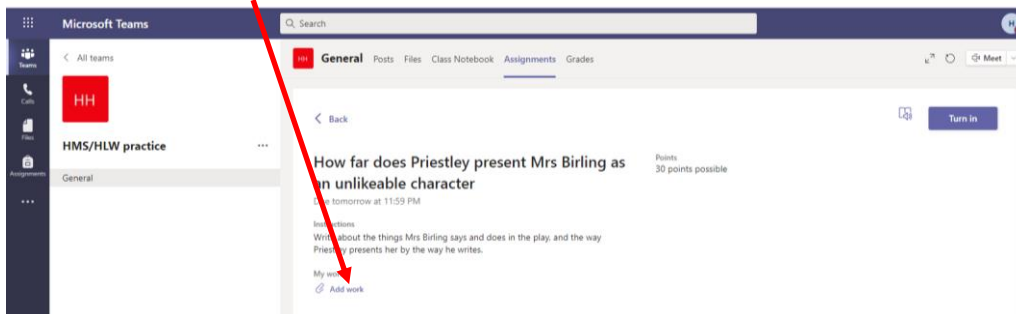 Microsoft Teams
Search
Teams
Calls
Files
Assignments
All teams
HH
HMS/HLW practice
General
HH
General Posts Files Class Notebook Assignments Grades
Meet
Back
Turn in
How far does Priestley present Mrs Birling as
an unlikeable character
Due tomorrow at 11:59 PM
Points
30 points possible
Instructions
Write about the things Mrs Birling says and does in the play, and the way
Priestley presents her by the way he writes.
My work
Add work